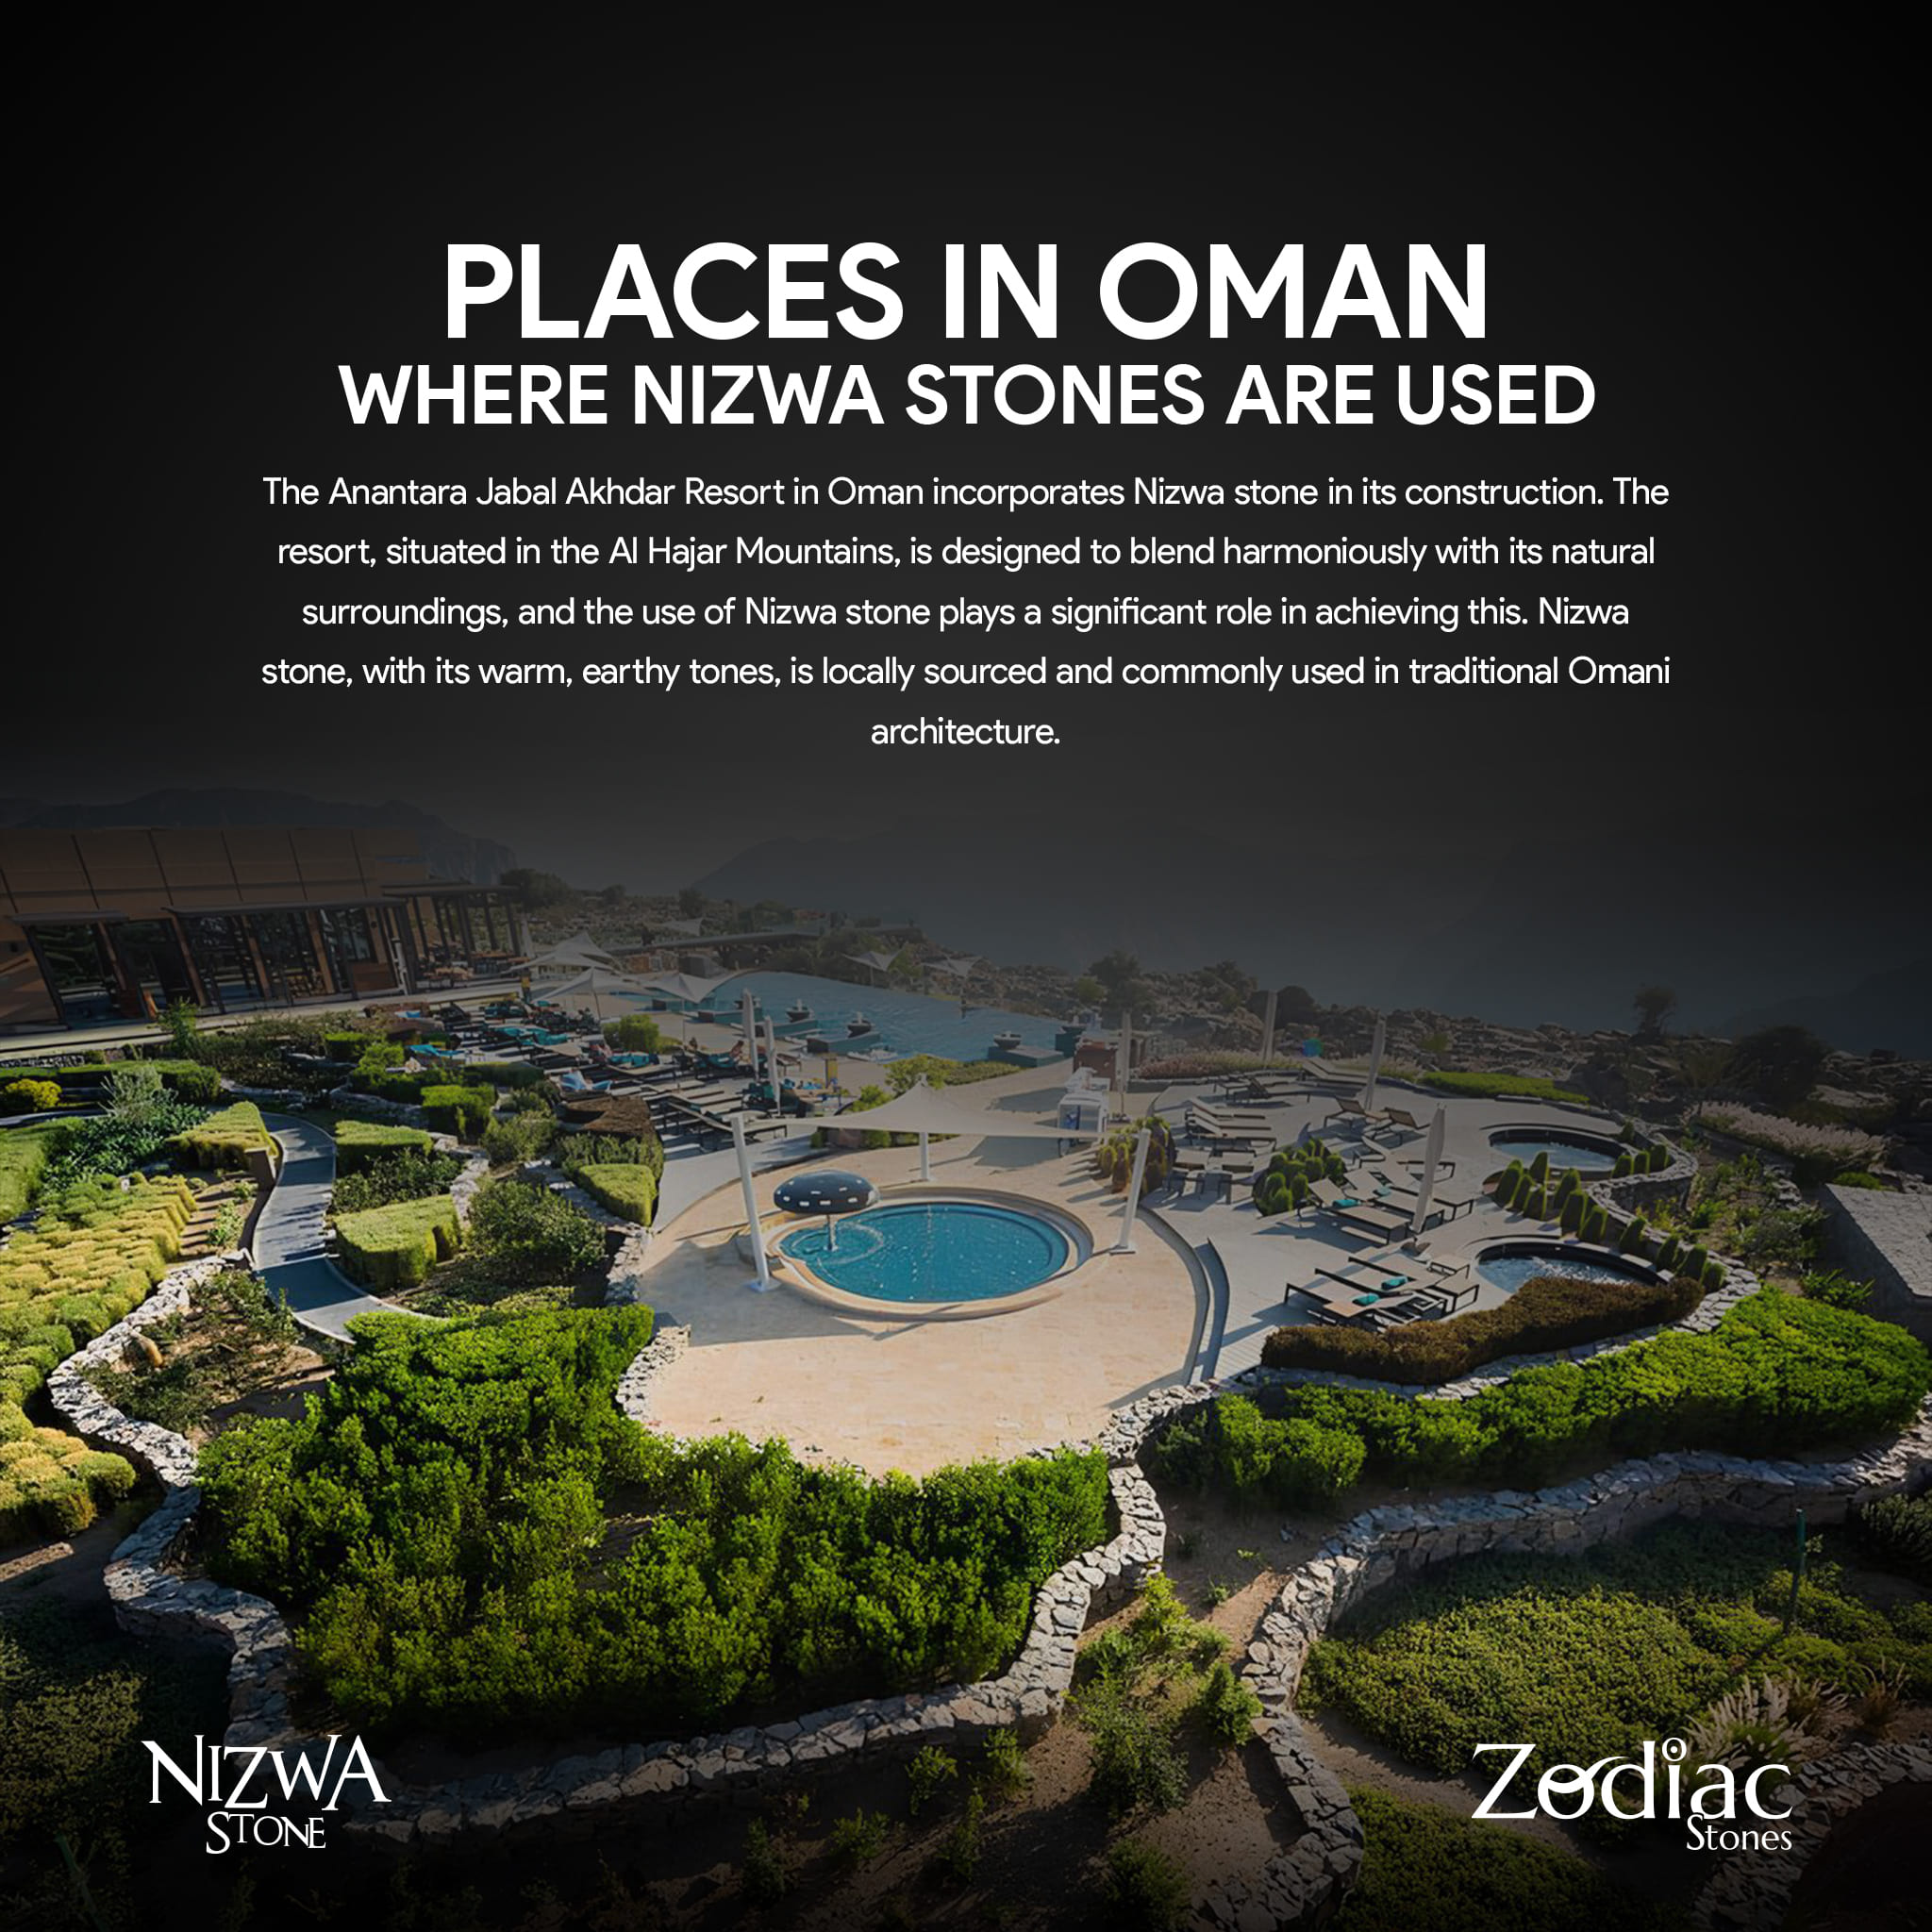 PLACES IN OMAN
WHERE NIZWA STONES ARE USED
The Anantara Jabal Akhdar Resort in Oman incorporates Nizwa stone in its construction. The
resort, situated in the Al Hajar Mountains, is designed to blend harmoniously with its natural
surroundings, and the use of Nizwa stone plays a significant role in achieving this. Nizwa
stone, with its warm, earthy tones, is locally sourced and commonly used in traditional Omani
architecture.
NIZWA
STONE
Zodiac
Stones